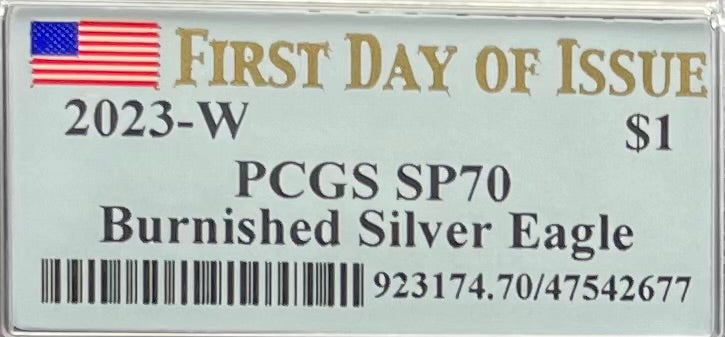 FIRST DAY OF ISSUE
2023-W $1
PCGS SP70
Burnished Silver Eagle
923174.70/47542677